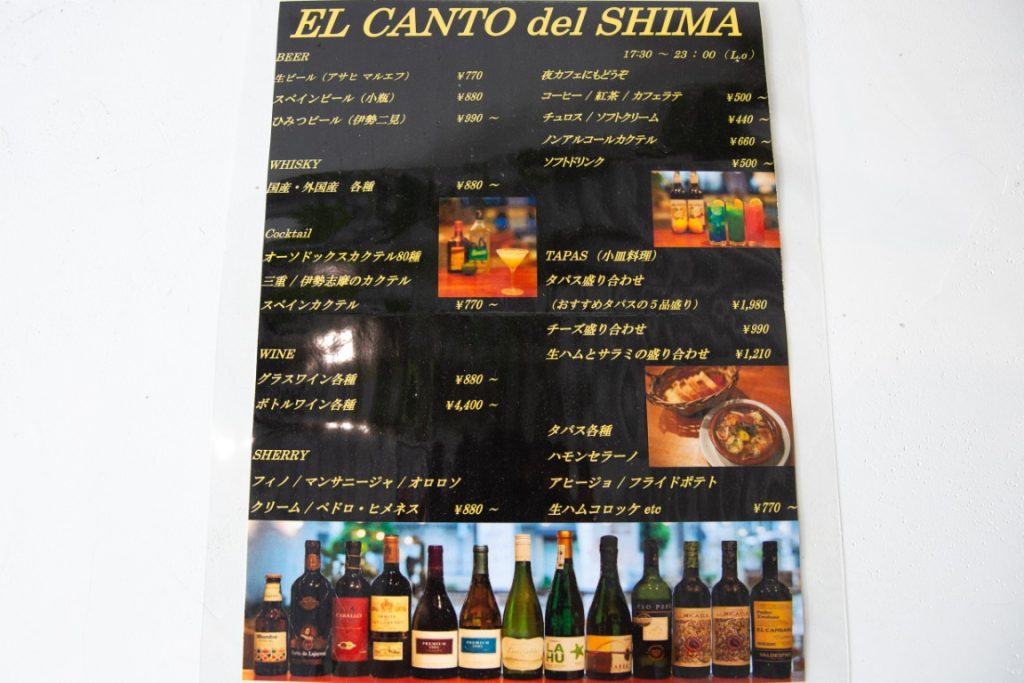 EL CANTO del SHIMA
17:30 ～ 23：00（L.o）
BEER
生ビール（アサヒ マルエフ） ¥770
スペインビール（小瓶） ¥880
ひみつビール（伊勢二見） ¥990 ～
WHISKY
国産・外国産 各種 ¥880 ～
Cocktail
オーソドックスカクテル80種
三重 / 伊勢志摩のカクテル
スペインカクテル ¥770 ～
WINE
グラスワイン各種 ¥880 ～
ボトルワイン各種 ¥4,400 ～
SHERRY
フィノ / マンサニージャ / オロロソ
クリーム / ペドロ・ヒメネス ¥880 ～
夜カフェにもどうぞ
コーヒー / 紅茶 / カフェラテ ¥500 ～
チュロス / ソフトクリーム ¥440 ～
ノンアルコールカクテル ¥660 ～
ソフトドリンク ¥500 ～
TAPAS（小皿料理）
タパス盛り合わせ
（おすすめタパスの５品盛り） ¥1,980
チーズ盛り合わせ ¥990
生ハムとサラミの盛り合わせ ¥1,210
タパス各種
ハモンセラーノ
アヒージョ / フライドポテト
生ハムコロッケ etc ¥770 ～
PREMIUM
PREMIUM
LA
HU
MICAELA
VALDESPINO